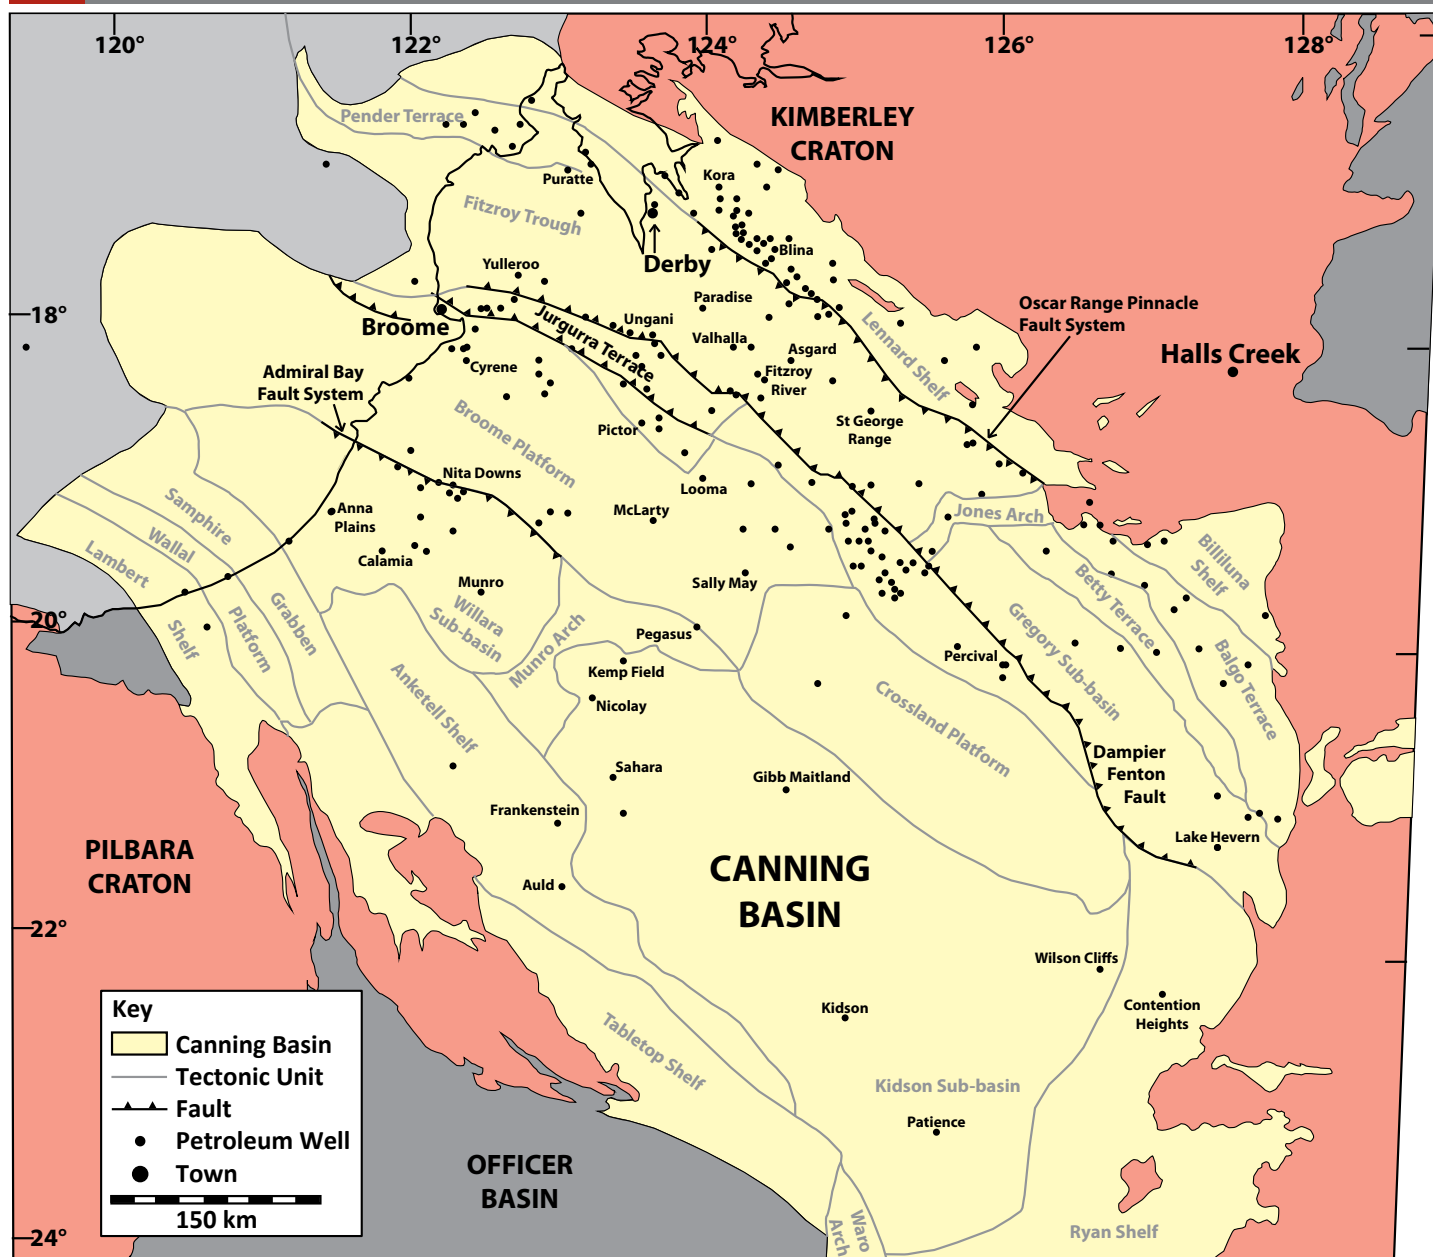 120°
122°
124°
126°
128°
KIMBERLEY
CRATON
Pender Terrace
Puratte
Kora
Fitzroy Trough
Derby
Blina
Yulleroo
Paradise
18°
Broome
Jurgurra Terrace
Ungani
Valhalla
Asgard
Lennard Shelf
Oscar Range Pinnacle
Fault System
Halls Creek
Cyrene
Fitzroy
River
Admiral Bay
Fault System
Broome Platform
Pictor
St George
Range
Nita Downs
Looma
McLarty
Samphire
Grabben
Anna
Plains
Jones Arch
Wallal
Platform
Lambert
Shelf
Calamia
Billiluna
Shelf
Betty Terrace
Munro
Sally May
Willara
Sub-basin
Munro Arch
Gregory Sub-basin
20°
Pegasus
Percival
Balgo Terrace
Kemp Field
Anketell Shelf
Nicolay
Crossland Platform
Sahara
Gibb Maitland
Dampier
Fenton
Fault
Frankenstein
Lake Hevern
PILBARA
CRATON
CANNING
BASIN
Auld
22°
Wilson Cliffs
Kidson
Contention
Heights
Tabletop Shelf
Kidson Sub-basin
Patience
OFFICER
BASIN
Waro
Arch
Ryan Shelf
24°
Key
Canning Basin
Tectonic Unit
Fault
Petroleum Well
Town
150 km